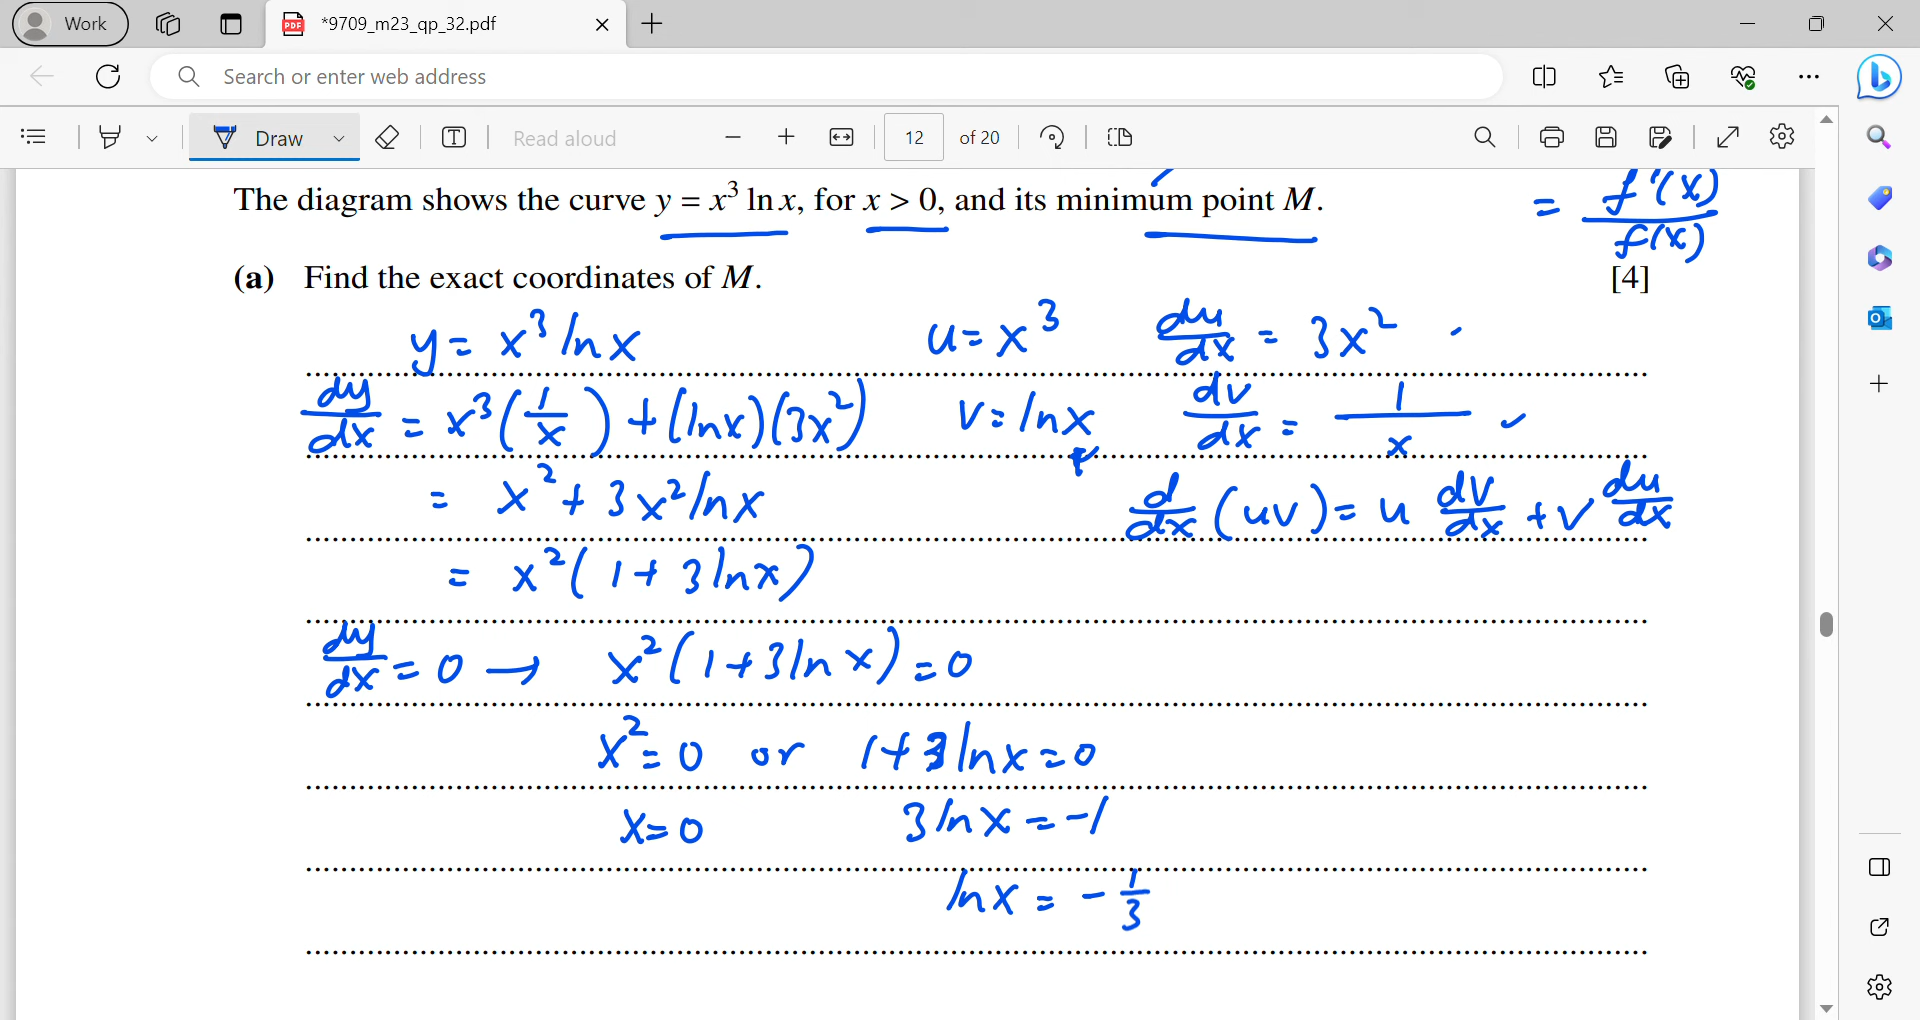 Work
*9709_m23_qp_32.pdf
Search or enter web address
Draw
Read aloud
12 of 20
The diagram shows the curve y = x³ ln x, for x > 0, and its minimum point M.
= f'(x)/f(x)
(a) Find the exact coordinates of M. [4]
y = x³ ln x   u = x³   du/dx = 3x²
dy/dx = x³(1/x) + (ln x)(3x²)   v = ln x   dv/dx = 1/x ✓
= x² + 3x² ln x   d/dx (uv) = u dv/dx + v du/dx
= x²(1 + 3 ln x)
dy/dx = 0 → x²(1 + 3 ln x) = 0
x² = 0 or 1 + 3 ln x = 0
x = 0   3 ln x = -1
ln x = - 1/3